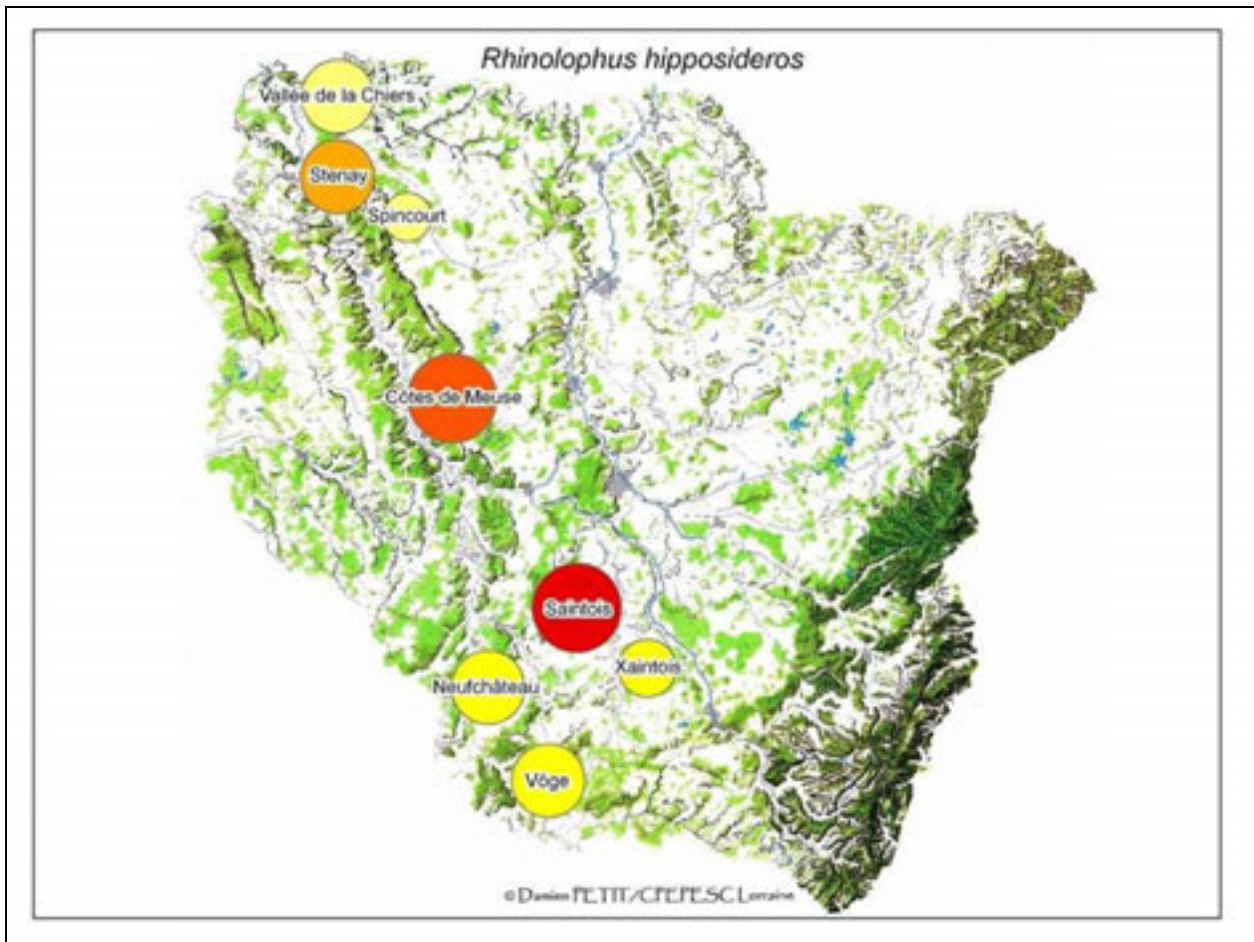 Rhinolophus hipposideros
Vallée de la Chiers
Stenay
Spincourt
Côtes de Meuse
Saintois
Xaintois
Neufchâteau
Vôge
© Damien PETIT/CPEPESC Lorraine